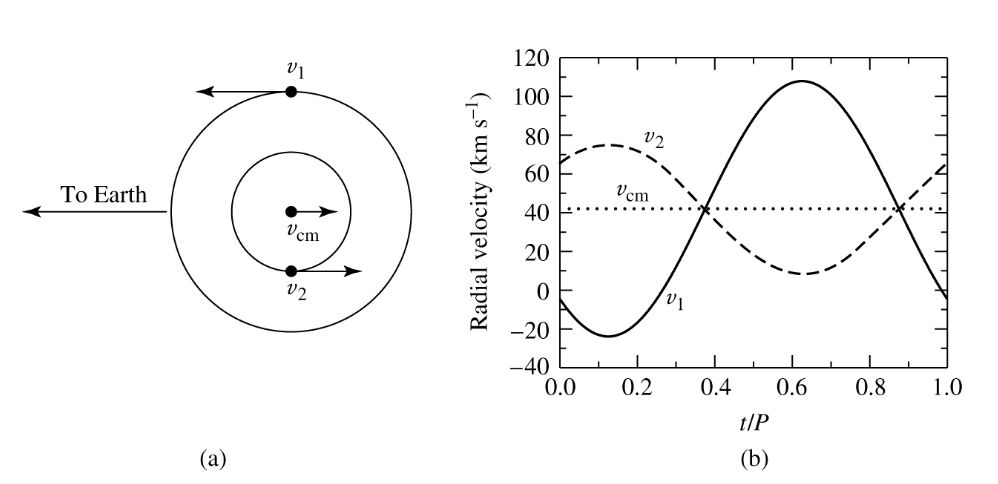 v1
To Earth
vcm
v2
(a)
Radial velocity (km s−1)
120
100
80
60
40
20
0
−20
−40
v2
vcm
v1
0.0 0.2 0.4 0.6 0.8 1.0
t/P
(b)